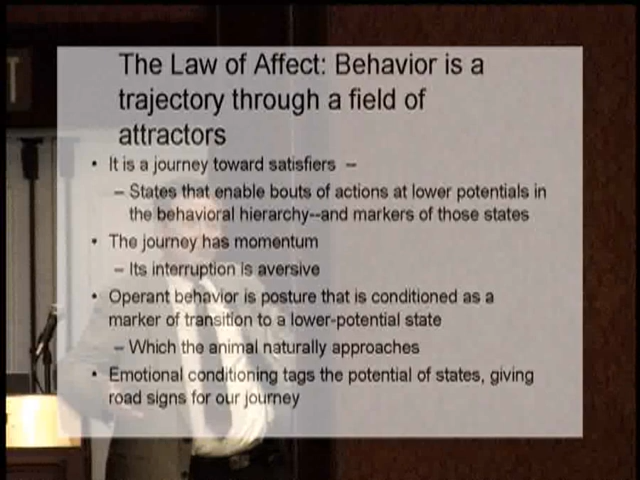 The Law of Affect: Behavior is a
trajectory through a field of
attractors
• It is a journey toward satisfiers –
– States that enable bouts of actions at lower potentials in
the behavioral hierarchy--and markers of those states
• The journey has momentum
– Its interruption is aversive
• Operant behavior is posture that is conditioned as a
marker of transition to a lower-potential state
– Which the animal naturally approaches
• Emotional conditioning tags the potential of states, giving
road signs for our journey